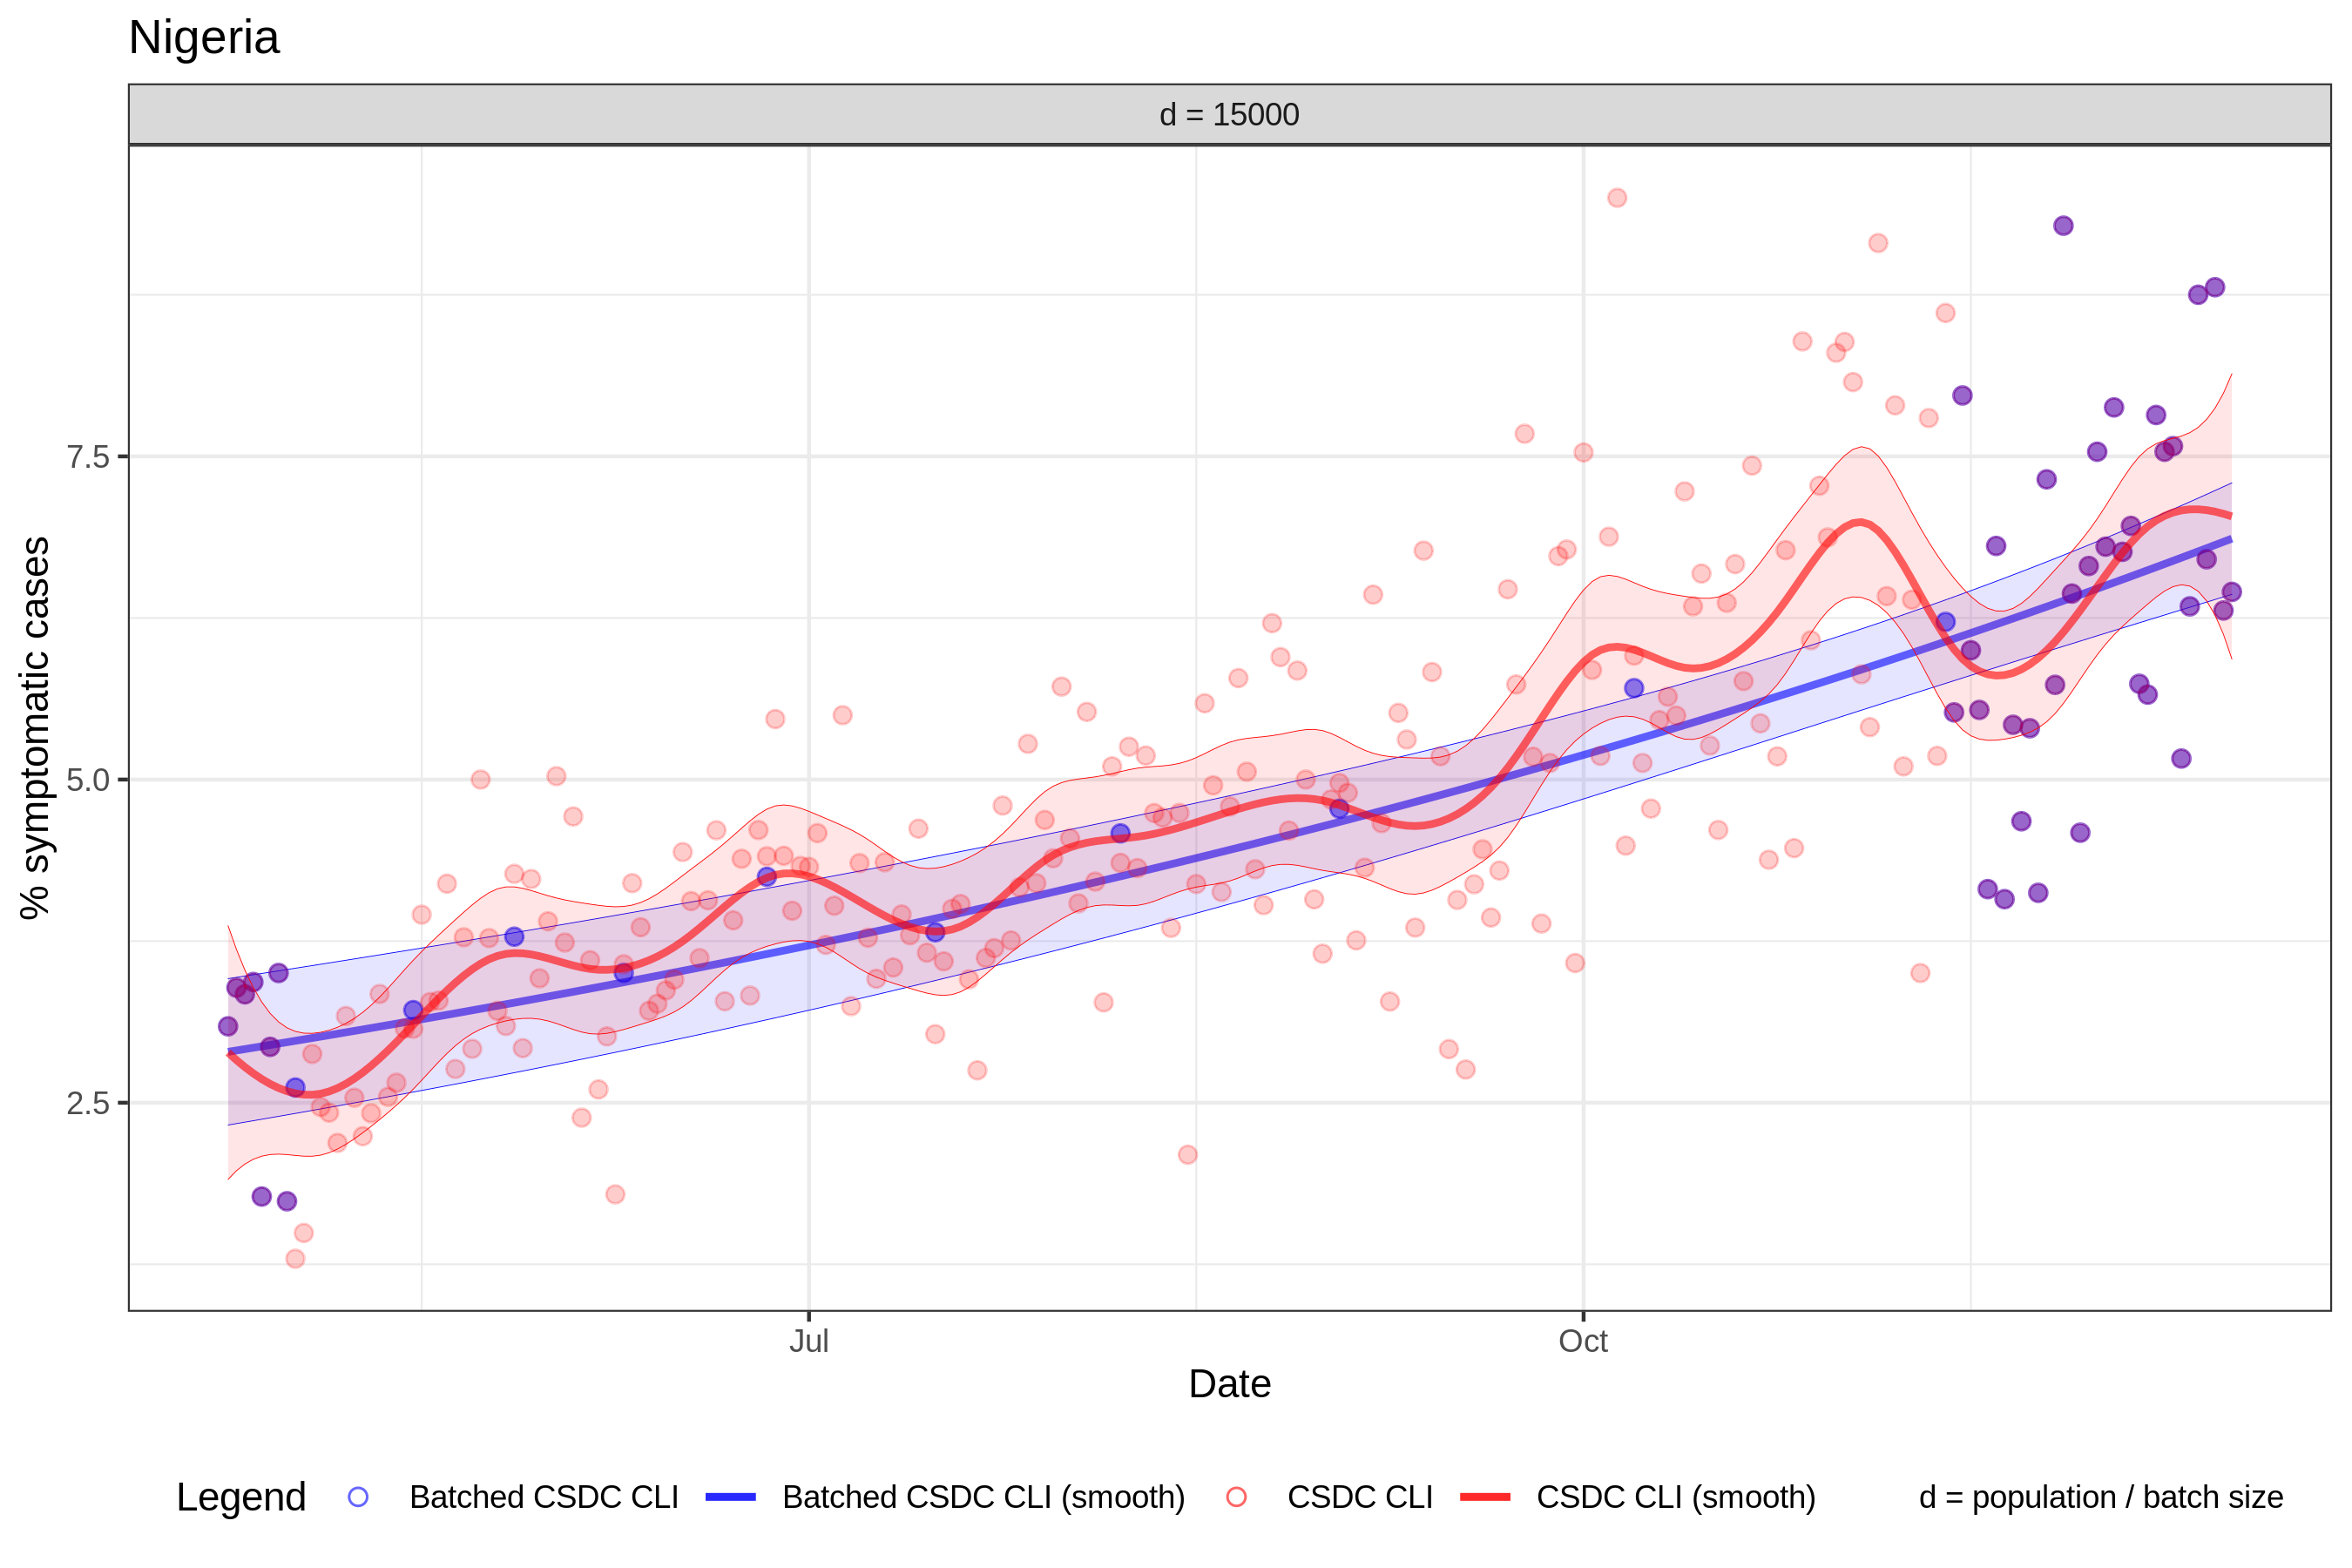 Nigeria
d = 15000
% symptomatic cases
7.5
5.0
2.5
Jul
Oct
Date
Legend
Batched CSDC CLI
Batched CSDC CLI (smooth)
CSDC CLI
CSDC CLI (smooth)
d = population / batch size